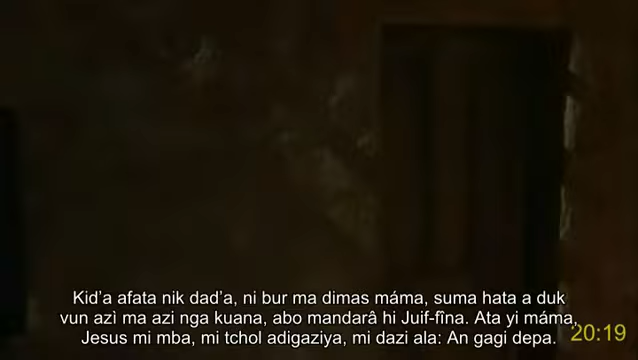 Kid’a afata nik dad’a, ni bur ma dimas máma, suma hata a duk
vun azì ma azi nga kuana, abo mandarâ hi Juif-fîna. Ata yi máma,
Jesus mi mba, mi tchol adigaziya, mi dazi ala: An gagi depa.
20:19